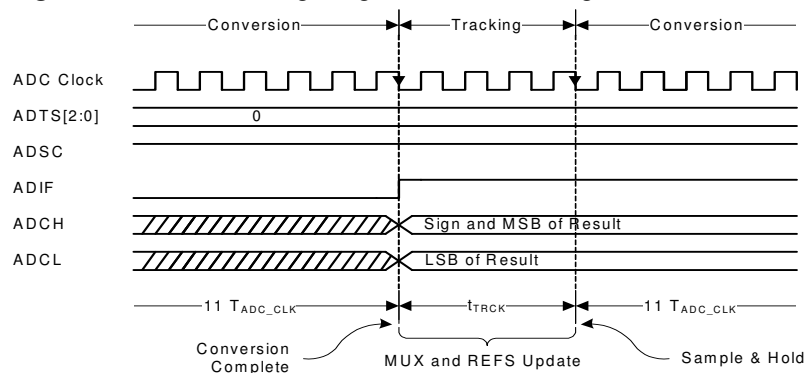 Conversion Tracking Conversion
ADC Clock
ADTS[2:0] 0
ADSC
ADIF
ADCH Sign and MSB of Result
ADCL LSB of Result
11 TADC_CLK tTRCK 11 TADC_CLK
Conversion Complete MUX and REFS Update Sample & Hold